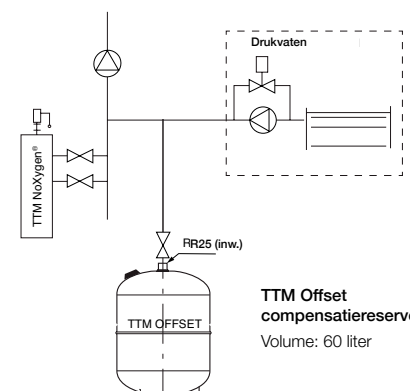 Drukvaten
TTM NoXygen®
RR25 (inw.)
TTM OFFSET
TTM Offset
compensatiereserv
Volume: 60 liter